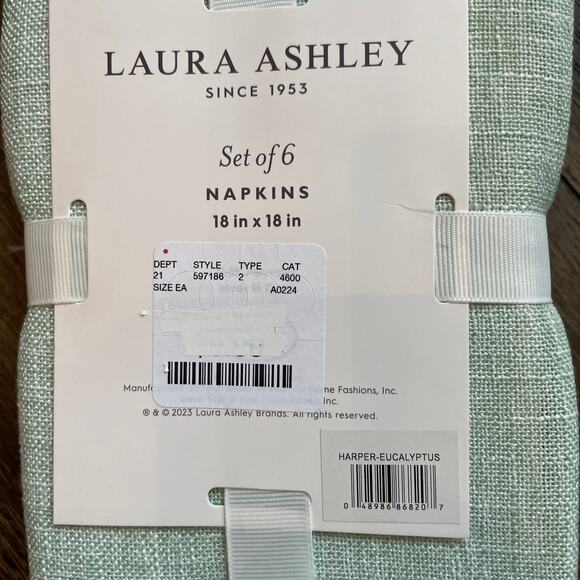 LAURA ASHLEY
SINCE 1953
Set of 6
NAPKINS
18 in x 18 in
DEPT STYLE TYPE CAT
21 597186 2 4600
SIZE EA A0224
Home Fashions, Inc.
Inc.
® & © 2023 Laura Ashley Brands. All rights reserved.
HARPER-EUCALYPTUS
0 48986 86820 7